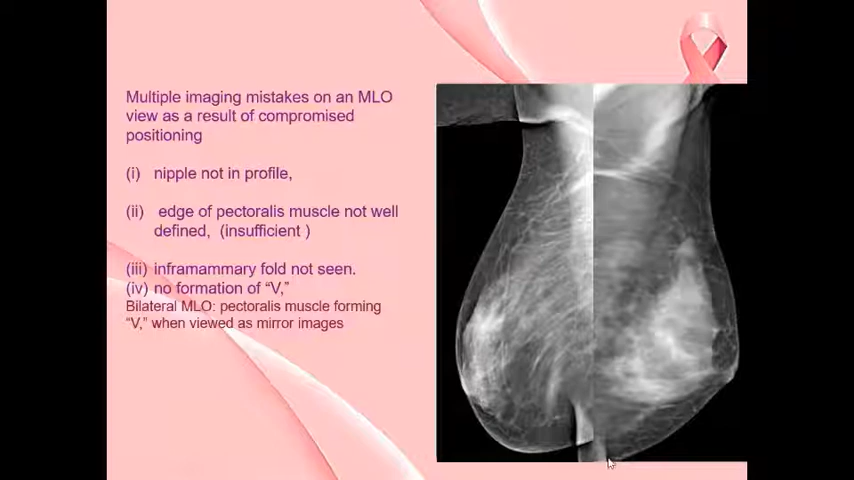 Multiple imaging mistakes on an MLO
view as a result of compromised
positioning
(i) nipple not in profile,
(ii) edge of pectoralis muscle not well
defined, (insufficient )
(iii) inframammary fold not seen.
(iv) no formation of “V,”
Bilateral MLO: pectoralis muscle forming
“V,” when viewed as mirror images